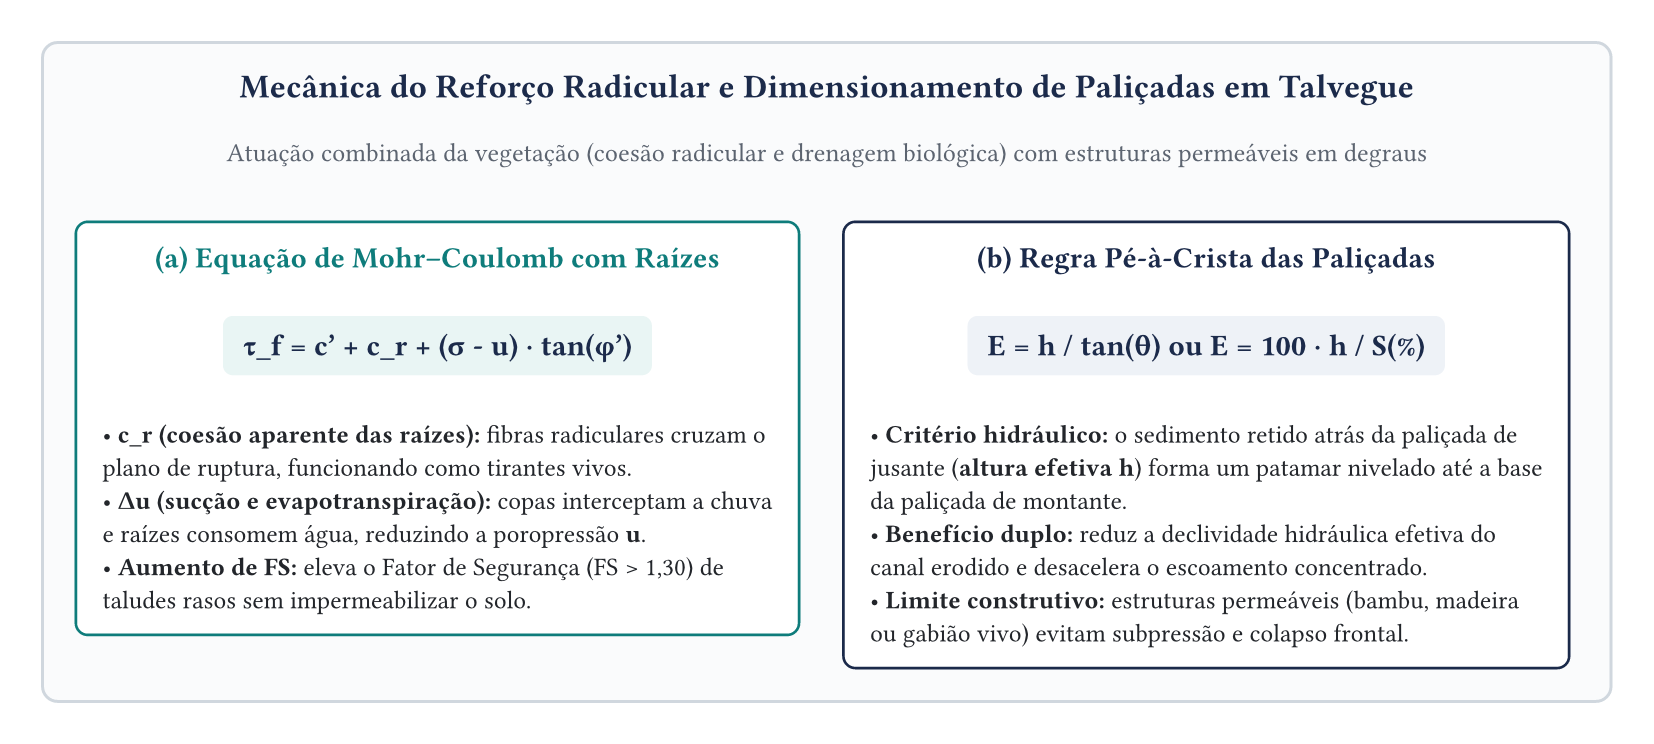 Mecânica do Reforço Radicular e Dimensionamento de Paliçadas em Talvegue
Atuação combinada da vegetação (coesão radicular e drenagem biológica) com estruturas permeáveis em degraus
(a) Equação de Mohr–Coulomb com Raízes
τ_f = c’ + c_r + (σ - u) · tan(φ’)
• c_r (coesão aparente das raízes): fibras radiculares cruzam o
plano de ruptura, funcionando como tirantes vivos.
• Δu (sucção e evapotranspiração): copas interceptam a chuva
e raízes consomem água, reduzindo a poropressão u.
• Aumento de FS: eleva o Fator de Segurança (FS > 1,30) de
taludes rasos sem impermeabilizar o solo.
(b) Regra Pé-à-Crista das Paliçadas
E = h / tan(θ) ou E = 100 · h / S(%)
• Critério hidráulico: o sedimento retido atrás da paliçada de
jusante (altura efetiva h) forma um patamar nivelado até a base
da paliçada de montante.
• Benefício duplo: reduz a declividade hidráulica efetiva do
canal erodido e desacelera o escoamento concentrado.
• Limite construtivo: estruturas permeáveis (bambu, madeira
ou gabião vivo) evitam subpressão e colapso frontal.